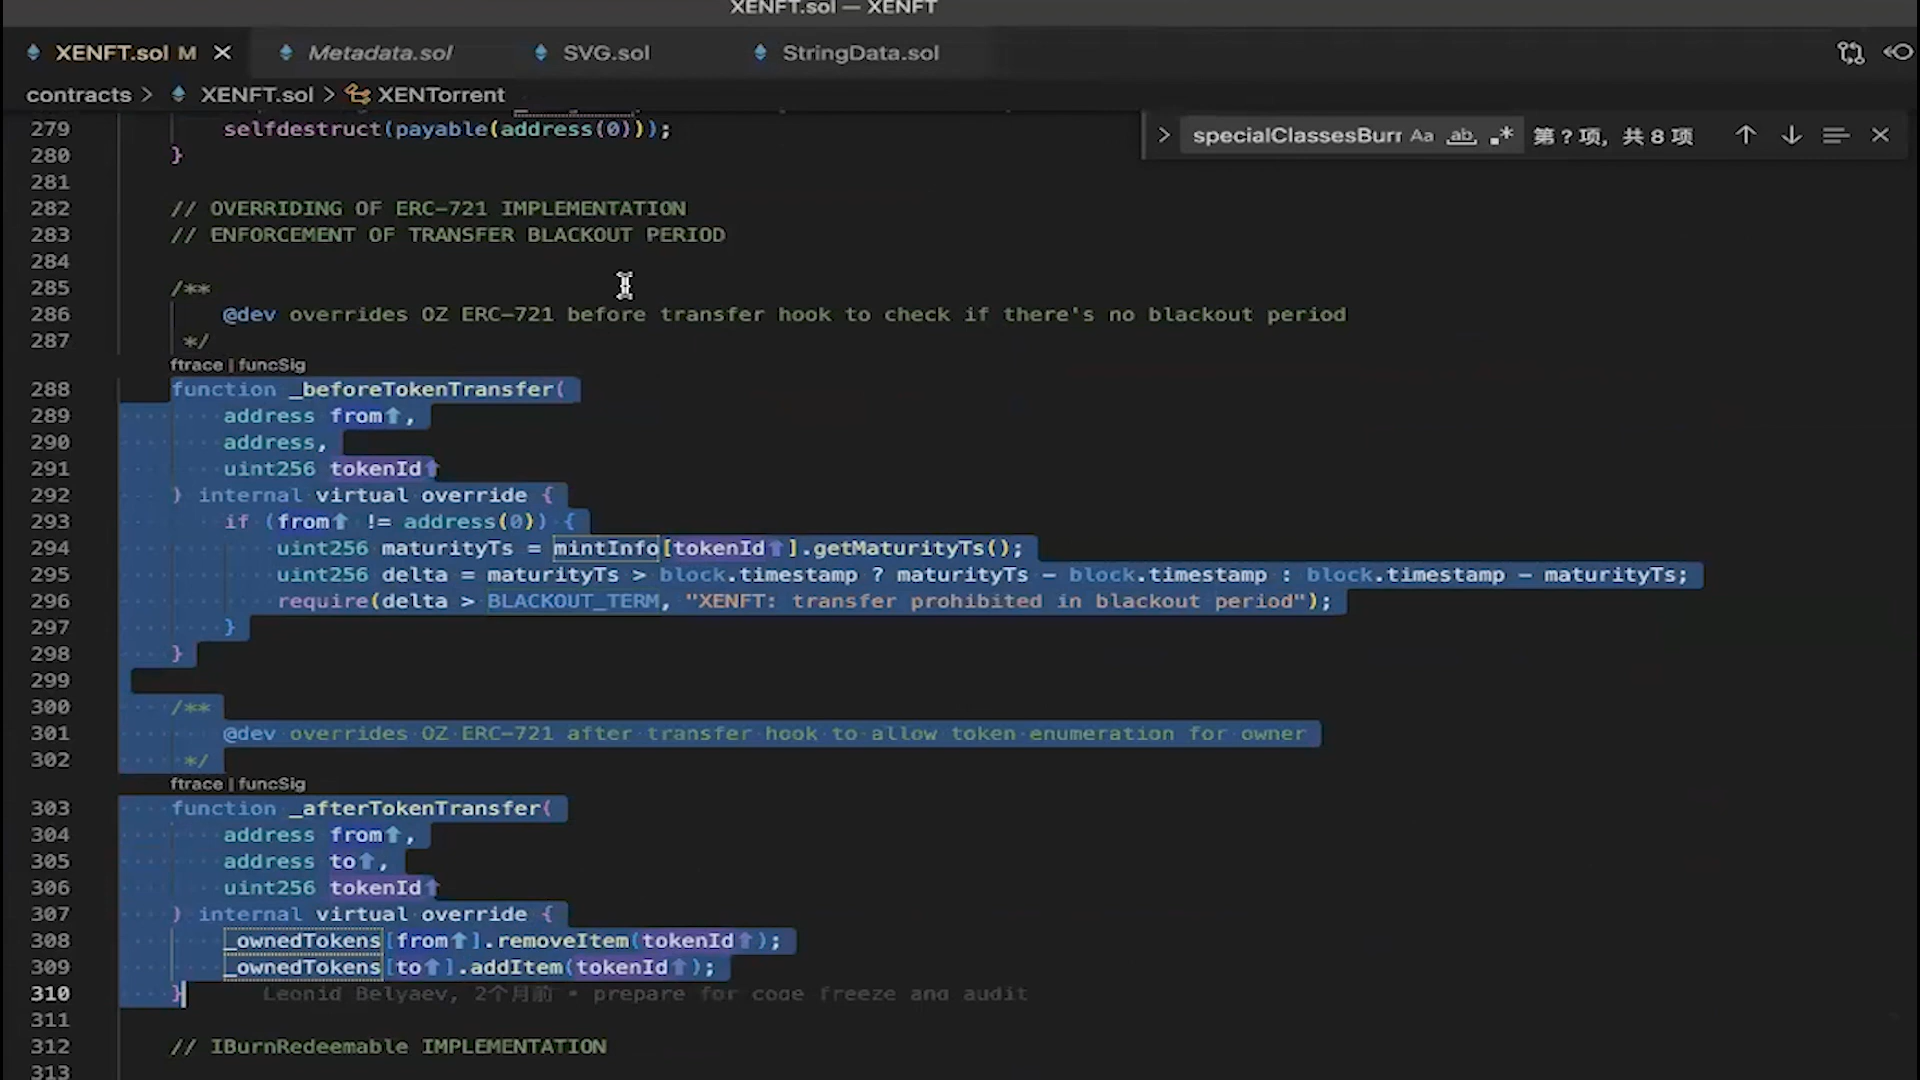 XENFT.sol — XENFT
XENFT.sol M
Metadata.sol
SVG.sol
StringData.sol
contracts > XENFT.sol > XENTorrent
specialClassesBurr Aa ab .* 第？项，共 8 项
279 selfdestruct(payable(address(0)));
280 }
281
282 // OVERRIDING OF ERC-721 IMPLEMENTATION
283 // ENFORCEMENT OF TRANSFER BLACKOUT PERIOD
284
285 /**
286 @dev overrides OZ ERC-721 before transfer hook to check if there's no blackout period
287 */
ftrace | funcSig
288 function _beforeTokenTransfer(
289 address from⬆,
290 address,
291 uint256 tokenId⬆
292 ) internal virtual override {
293 if (from⬆ != address(0)) {
294 uint256 maturityTs = mintInfo[tokenId⬆].getMaturityTs();
295 uint256 delta = maturityTs > block.timestamp ? maturityTs - block.timestamp : block.timestamp - maturityTs;
296 require(delta > BLACKOUT_TERM, "XENFT: transfer prohibited in blackout period");
297 }
298 }
299
300 /**
301 @dev overrides OZ ERC-721 after transfer hook to allow token enumeration for owner
302 */
ftrace | funcSig
303 function _afterTokenTransfer(
304 address from⬆,
305 address to⬆,
306 uint256 tokenId⬆
307 ) internal virtual override {
308 _ownedTokens[from⬆].removeItem(tokenId⬆);
309 _ownedTokens[to⬆].addItem(tokenId⬆);
310 } Leonid Belyaev, 2个月前 • prepare for code freeze and audit
311
312 // IBurnRedeemable IMPLEMENTATION
313